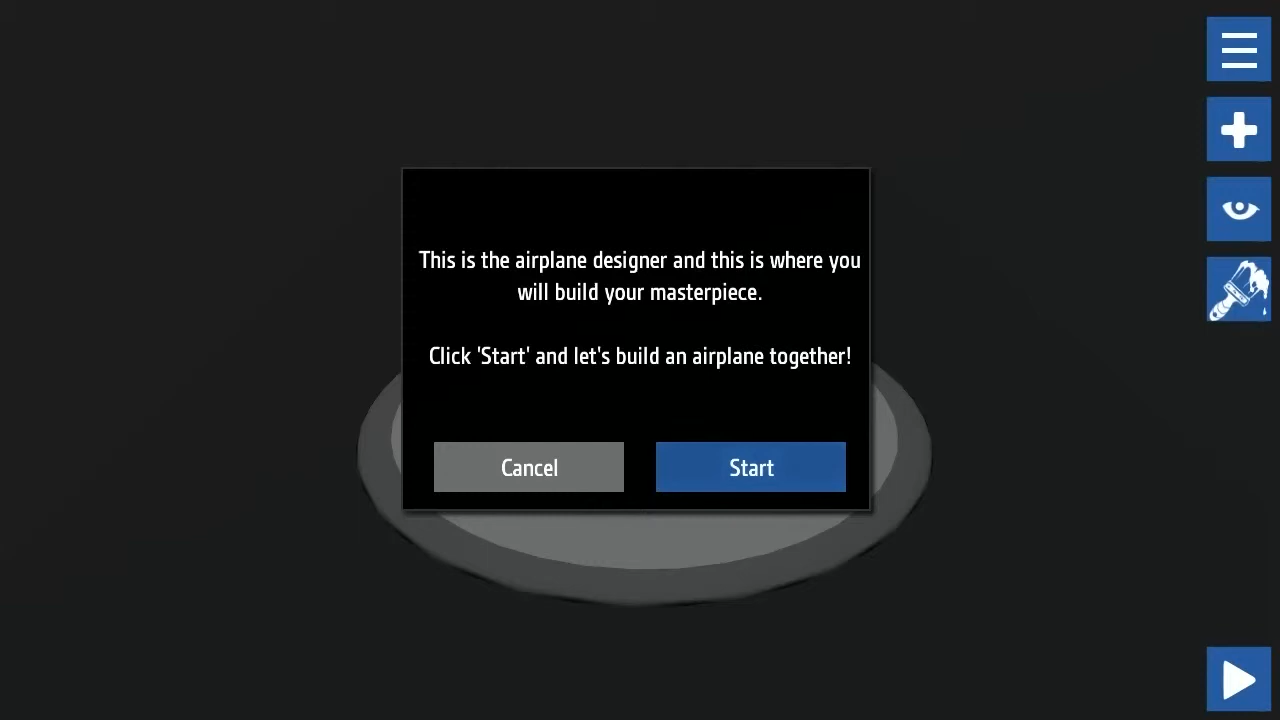 This is the airplane designer and this is where you
will build your masterpiece.
Click 'Start' and let's build an airplane together!
Cancel
Start